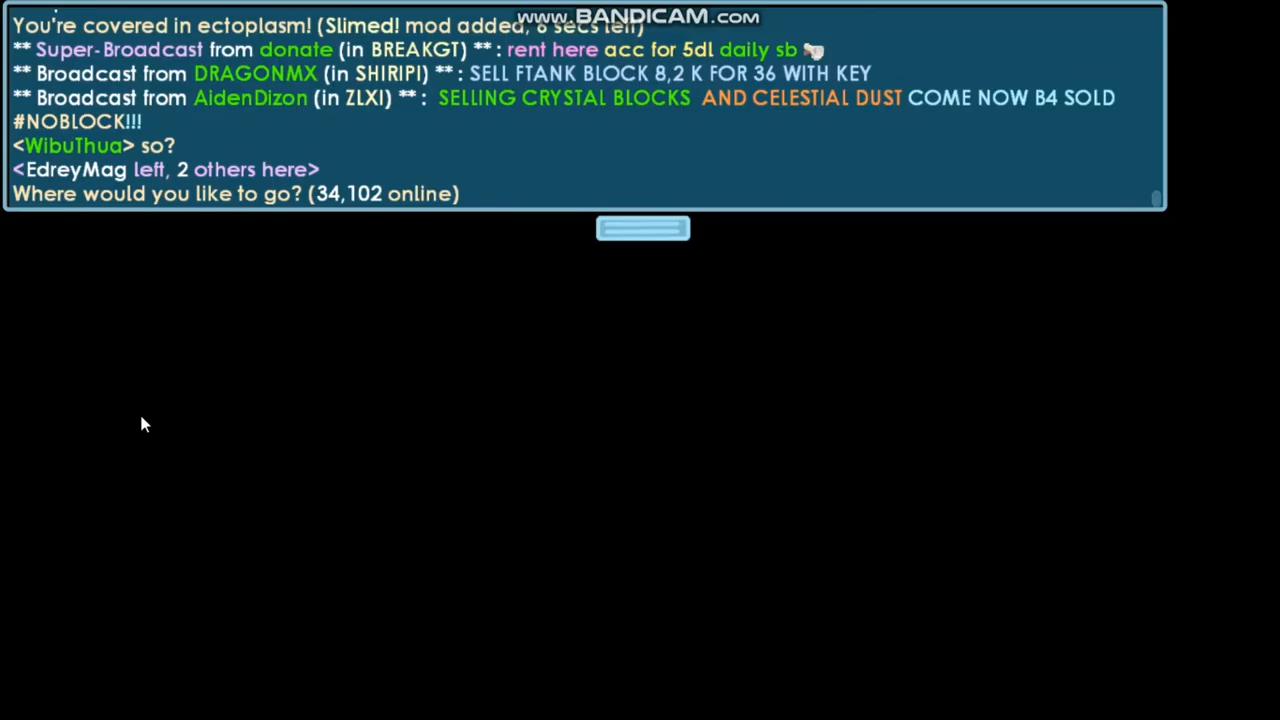 www.BANDICAM.com
You're covered in ectoplasm! (Slimed! mod added, 6 secs left)
** Super-Broadcast from donate (in BREAKGT) ** : rent here acc for 5dl daily sb
** Broadcast from DRAGONMX (in SHIRIPI) ** : SELL FTANK BLOCK 8,2 K FOR 36 WITH KEY
** Broadcast from AidenDizon (in ZLXI) ** : SELLING CRYSTAL BLOCKS AND CELESTIAL DUST COME NOW B4 SOLD
#NOBLOCK!!!
<WibuThua> so?
<EdreyMag left, 2 others here>
Where would you like to go? (34,102 online)